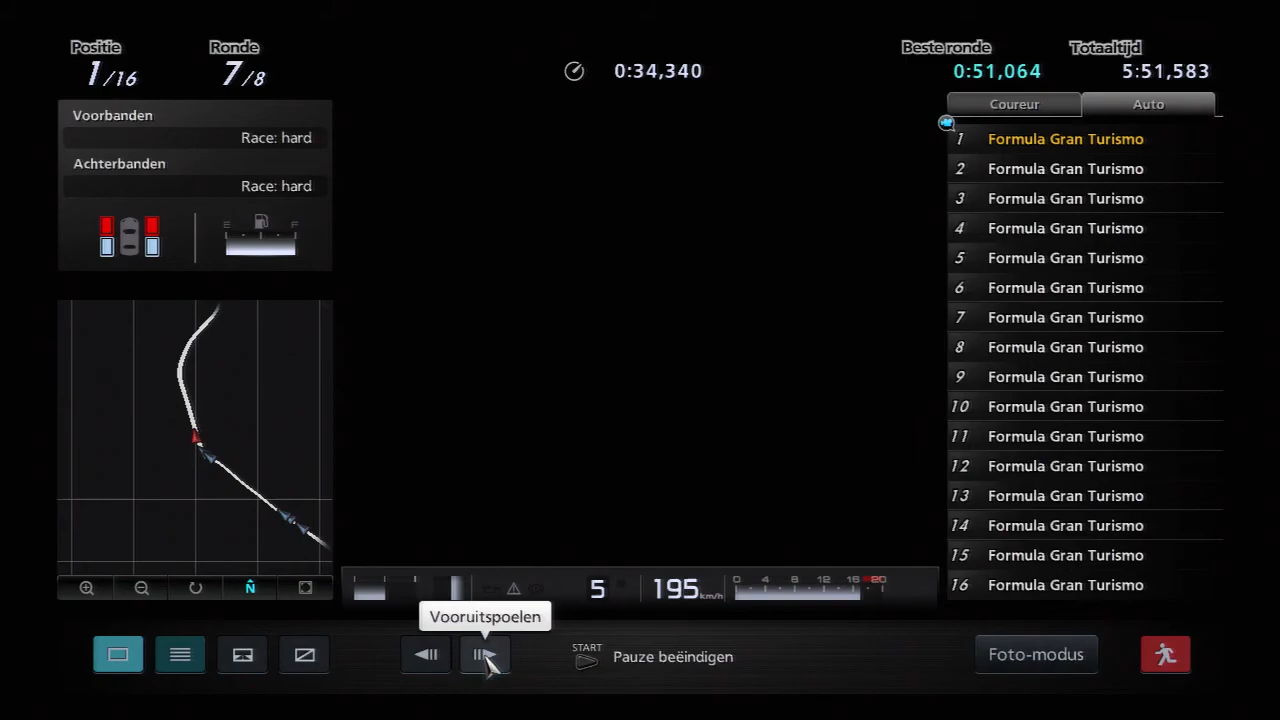 Positie
Ronde
Beste ronde
Totaaltijd
1/16
7/8
0:34,340
0:51,064
5:51,583
Voorbanden
Race: hard
Achterbanden
Race: hard
E F
Coureur
Auto
1 Formula Gran Turismo
2 Formula Gran Turismo
3 Formula Gran Turismo
4 Formula Gran Turismo
5 Formula Gran Turismo
6 Formula Gran Turismo
7 Formula Gran Turismo
8 Formula Gran Turismo
9 Formula Gran Turismo
10 Formula Gran Turismo
11 Formula Gran Turismo
12 Formula Gran Turismo
13 Formula Gran Turismo
14 Formula Gran Turismo
15 Formula Gran Turismo
16 Formula Gran Turismo
N
5
195 km/h
0 4 8 12 16 20
Vooruitspoelen
START
Pauze beëindigen
Foto-modus